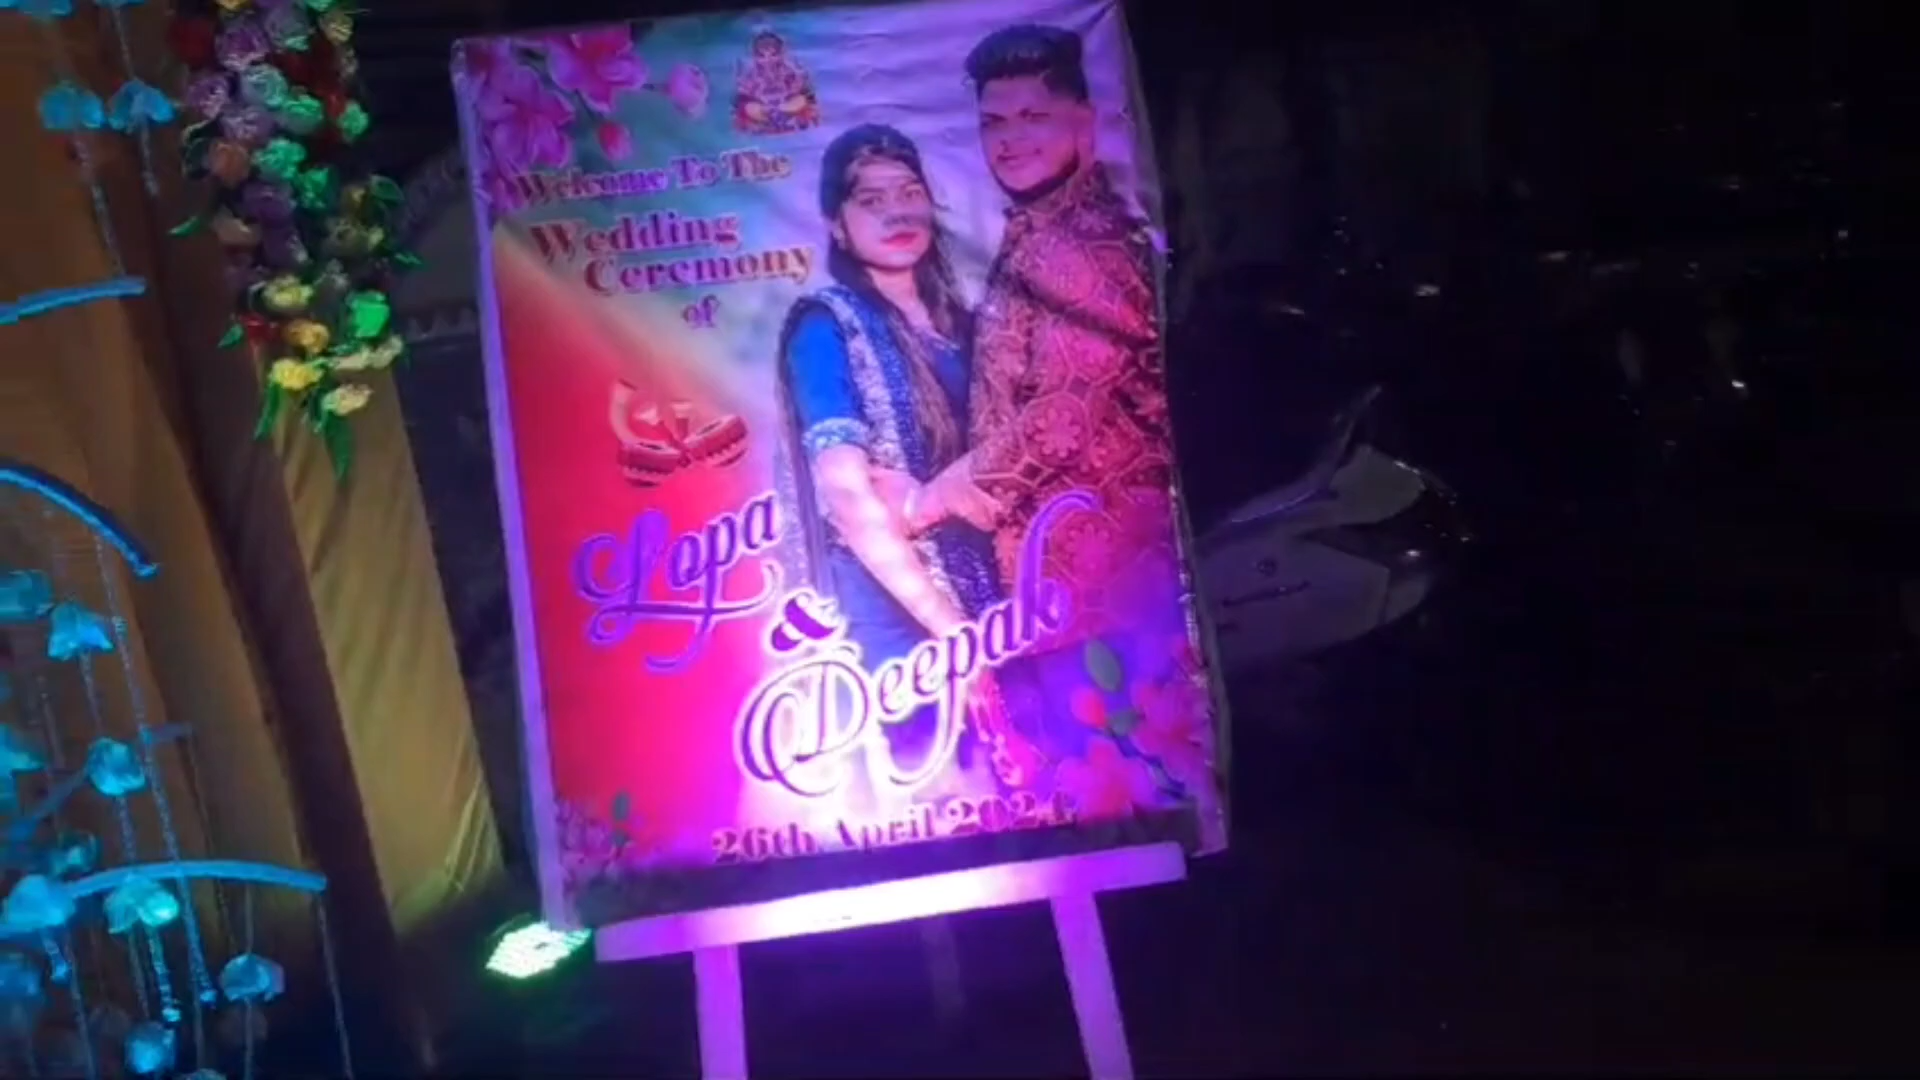 Welcome To The
Wedding
Ceremony
of
Lopa
&
Deepak
26th April 2024